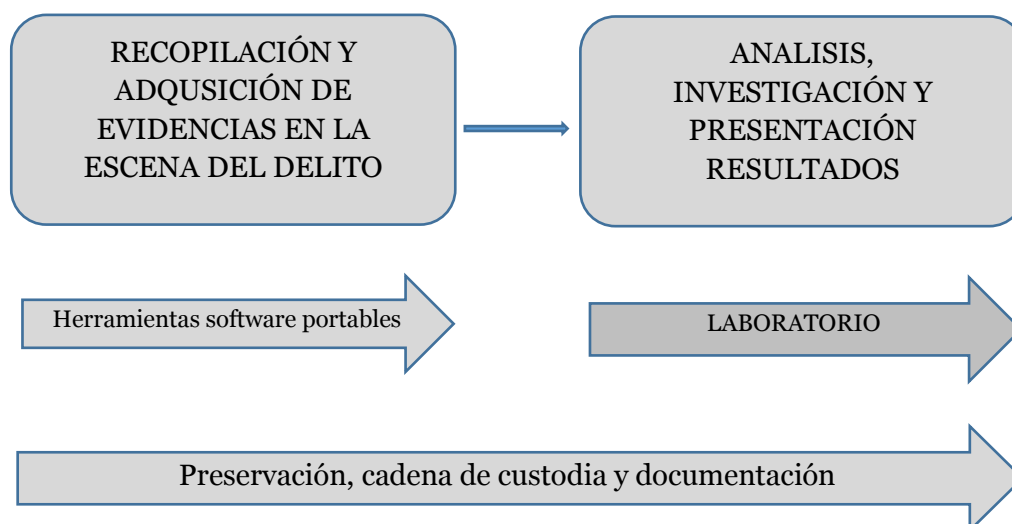 RECOPILACIÓN Y
ADQUSICIÓN DE
EVIDENCIAS EN LA
ESCENA DEL DELITO
ANALISIS,
INVESTIGACIÓN Y
PRESENTACIÓN
RESULTADOS
Herramientas software portables
LABORATORIO
Preservación, cadena de custodia y documentación